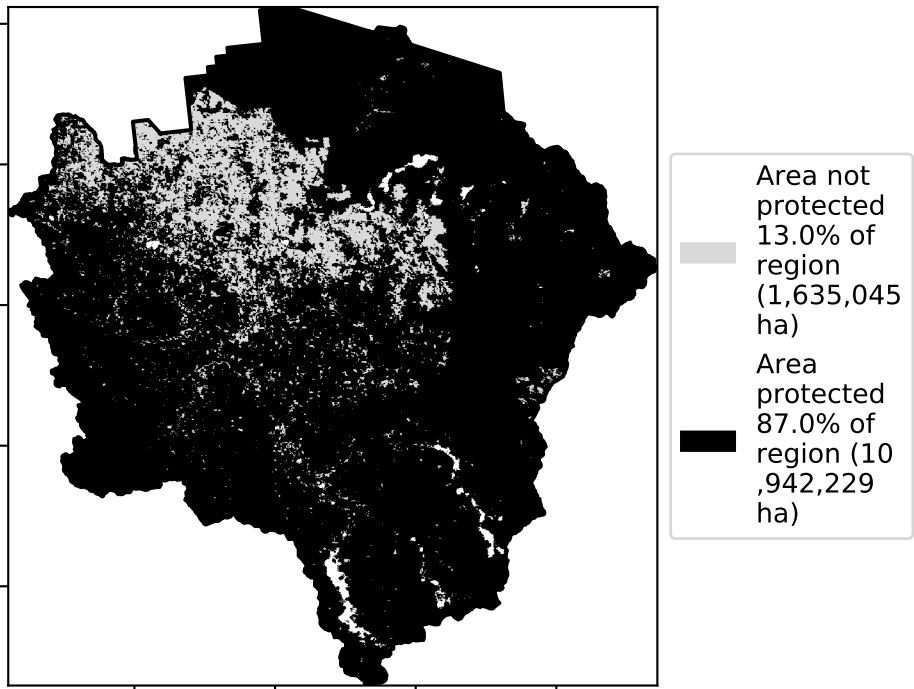 Area not
protected
13.0% of
region
(1,635,045
ha)
Area
protected
87.0% of
region (10
,942,229
ha)